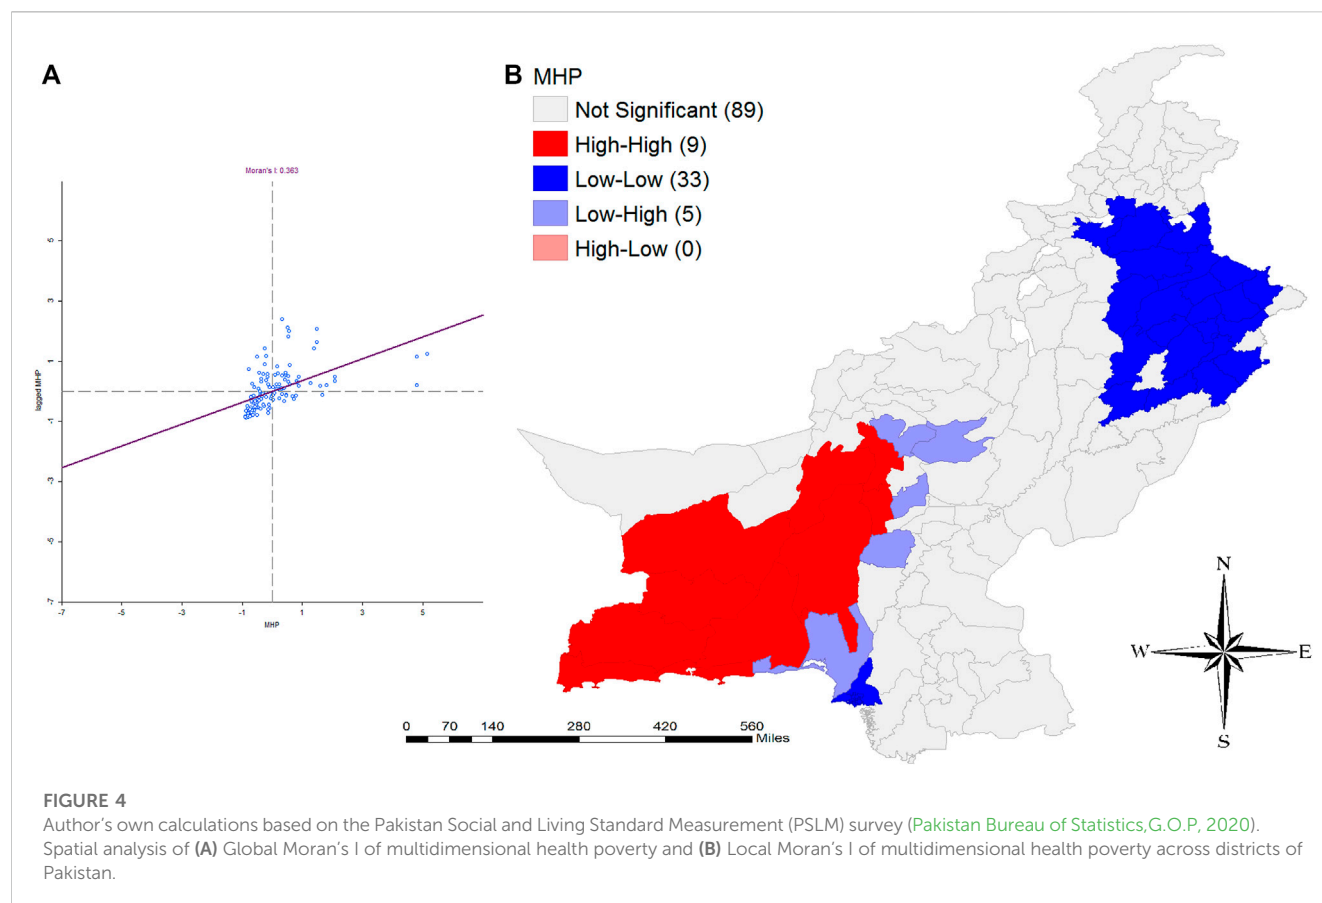 A
Moran's I: 0.363
lagged MHP
5
3
1
-1
-3
-5
-7
-7
-5
-3
-1
1
3
5
MHP
B MHP
Not Significant (89)
High-High (9)
Low-Low (33)
Low-High (5)
High-Low (0)
N
W
E
S
0 70 140 280 420 560
Miles
FIGURE 4
Author's own calculations based on the Pakistan Social and Living Standard Measurement (PSLM) survey (Pakistan Bureau of Statistics,G.O.P, 2020).
Spatial analysis of (A) Global Moran's I of multidimensional health poverty and (B) Local Moran's I of multidimensional health poverty across districts of
Pakistan.